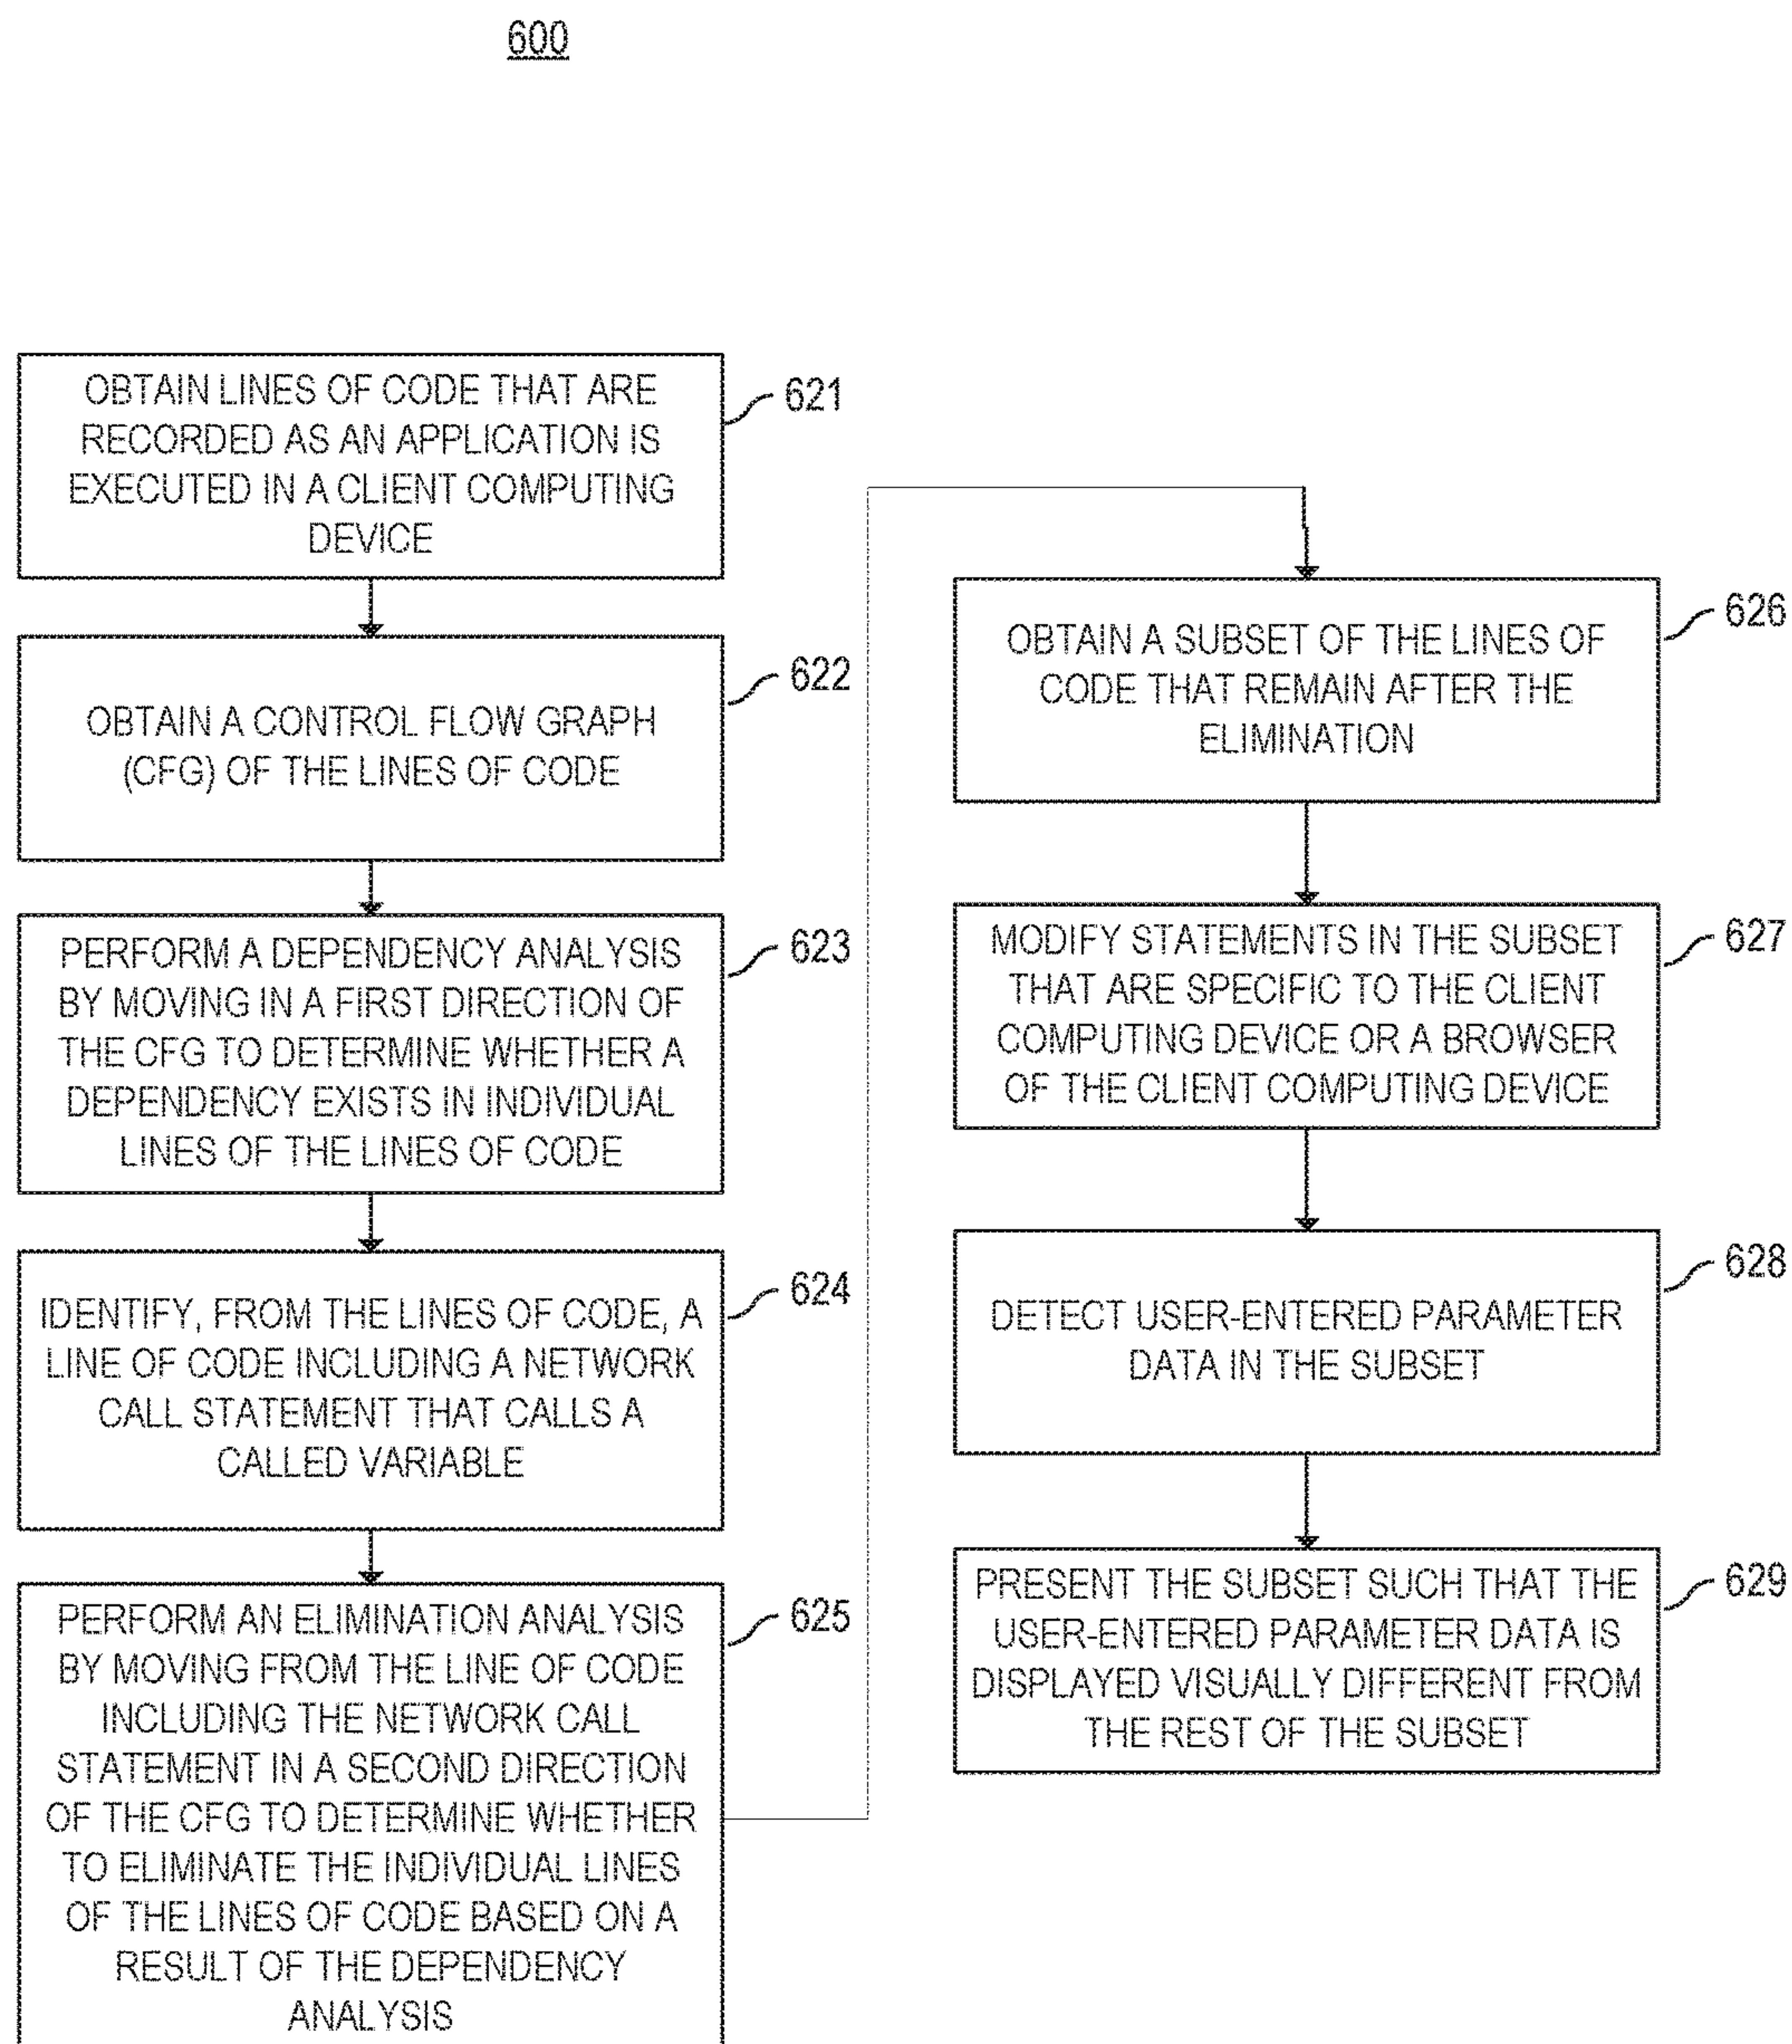 600
OBTAIN LINES OF CODE THAT ARE
RECORDED AS AN APPLICATION IS
EXECUTED IN A CLIENT COMPUTING
DEVICE
621
OBTAIN A CONTROL FLOW GRAPH
(CFG) OF THE LINES OF CODE
622
PERFORM A DEPENDENCY ANALYSIS
BY MOVING IN A FIRST DIRECTION OF
THE CFG TO DETERMINE WHETHER A
DEPENDENCY EXISTS IN INDIVIDUAL
LINES OF THE LINES OF CODE
623
IDENTIFY, FROM THE LINES OF CODE, A
LINE OF CODE INCLUDING A NETWORK
CALL STATEMENT THAT CALLS A
CALLED VARIABLE
624
PERFORM AN ELIMINATION ANALYSIS
BY MOVING FROM THE LINE OF CODE
INCLUDING THE NETWORK CALL
STATEMENT IN A SECOND DIRECTION
OF THE CFG TO DETERMINE WHETHER
TO ELIMINATE THE INDIVIDUAL LINES
OF THE LINES OF CODE BASED ON A
RESULT OF THE DEPENDENCY
ANALYSIS
625
OBTAIN A SUBSET OF THE LINES OF
CODE THAT REMAIN AFTER THE
ELIMINATION
626
MODIFY STATEMENTS IN THE SUBSET
THAT ARE SPECIFIC TO THE CLIENT
COMPUTING DEVICE OR A BROWSER
OF THE CLIENT COMPUTING DEVICE
627
DETECT USER-ENTERED PARAMETER
DATA IN THE SUBSET
628
PRESENT THE SUBSET SUCH THAT THE
USER-ENTERED PARAMETER DATA IS
DISPLAYED VISUALLY DIFFERENT FROM
THE REST OF THE SUBSET
629